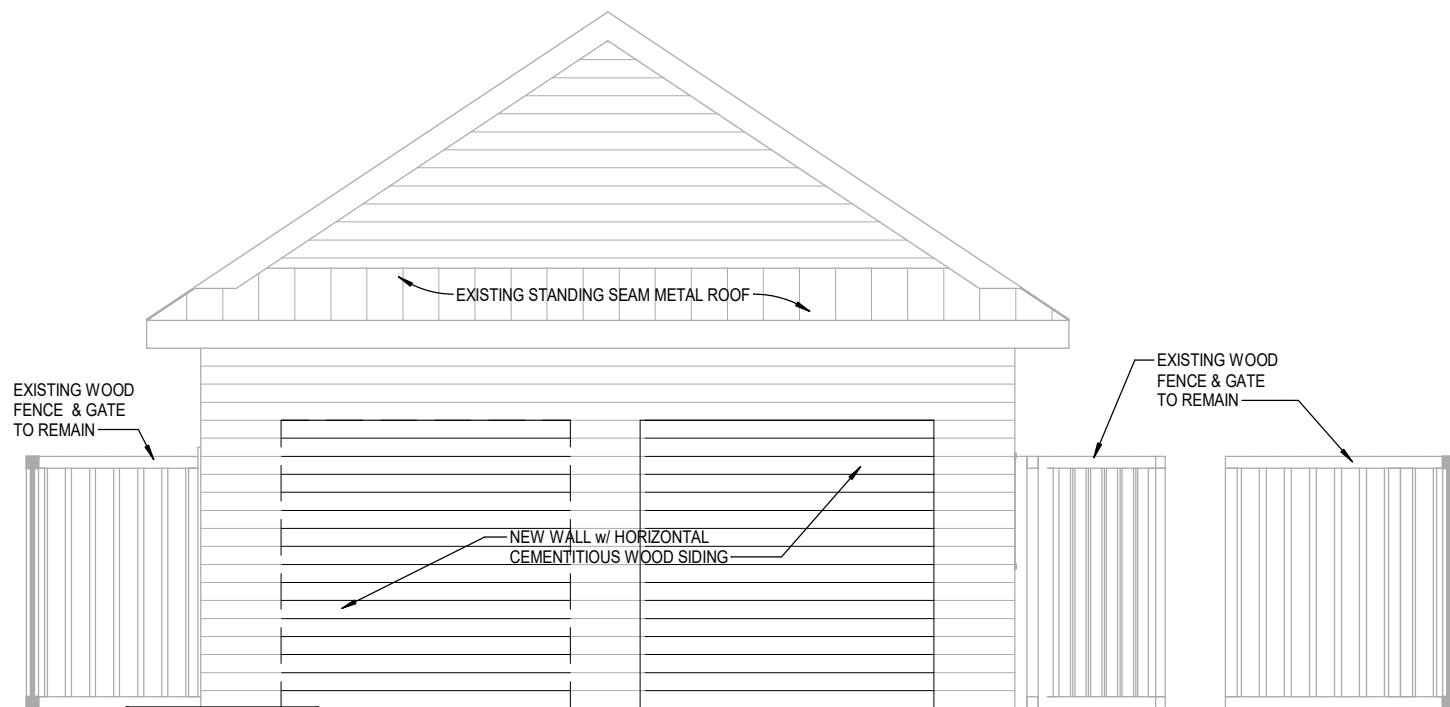 EXISTING STANDING SEAM METAL ROOF
EXISTING WOOD
FENCE & GATE
TO REMAIN
EXISTING WOOD
FENCE & GATE
TO REMAIN
NEW WALL w/ HORIZONTAL
CEMENTITIOUS WOOD SIDING